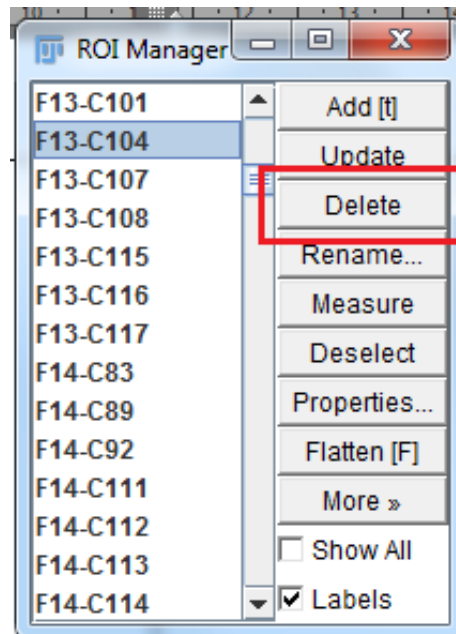 ROI Manager
F13-C101
F13-C104
F13-C107
F13-C108
F13-C115
F13-C116
F13-C117
F14-C83
F14-C89
F14-C92
F14-C111
F14-C112
F14-C113
F14-C114
Add [t]
Update
Delete
Rename...
Measure
Deselect
Properties...
Flatten [F]
More »
Show All
Labels